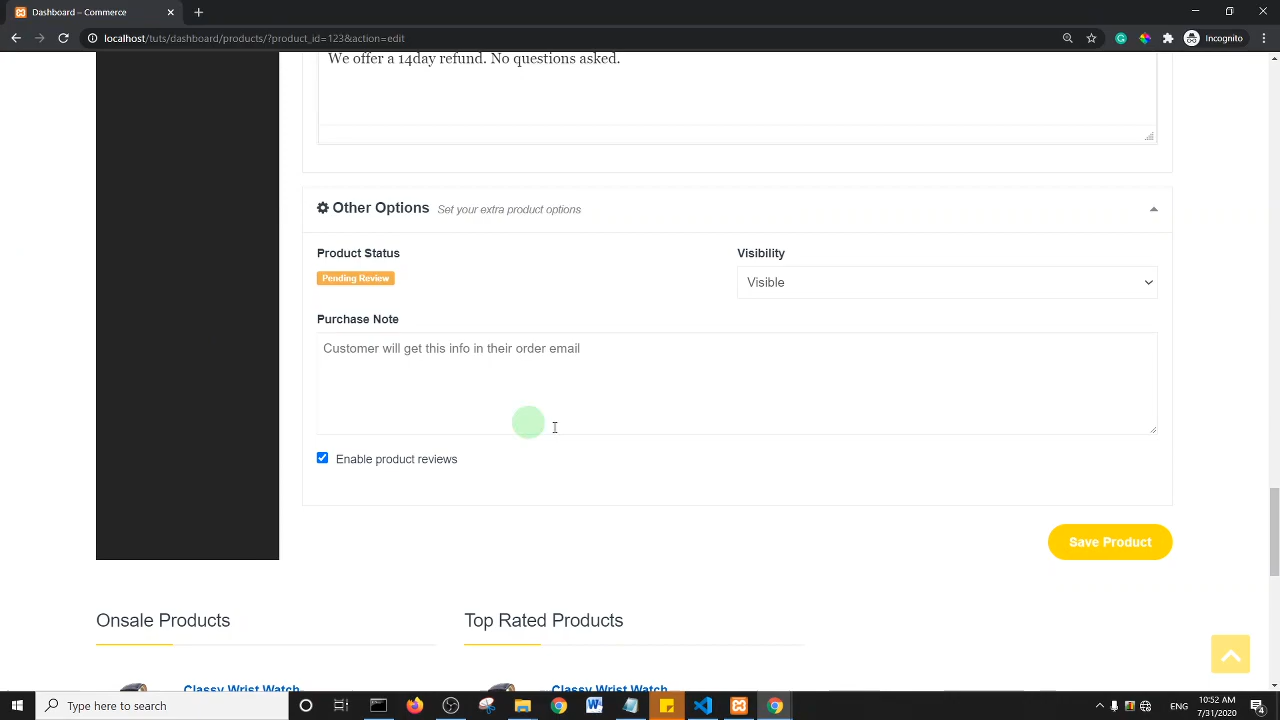 Dashboard – Commerce
localhost/tuts/dashboard/products/?product_id=123&action=edit
Incognito
We offer a 14day refund. No questions asked.
Other Options Set your extra product options
Product Status
Visibility
Pending Review
Visible
Purchase Note
Customer will get this info in their order email
Enable product reviews
Save Product
Onsale Products
Top Rated Products
Classy Wrist Watch
Classy Wrist Watch
Type here to search
10:52 AM
7/31/2020